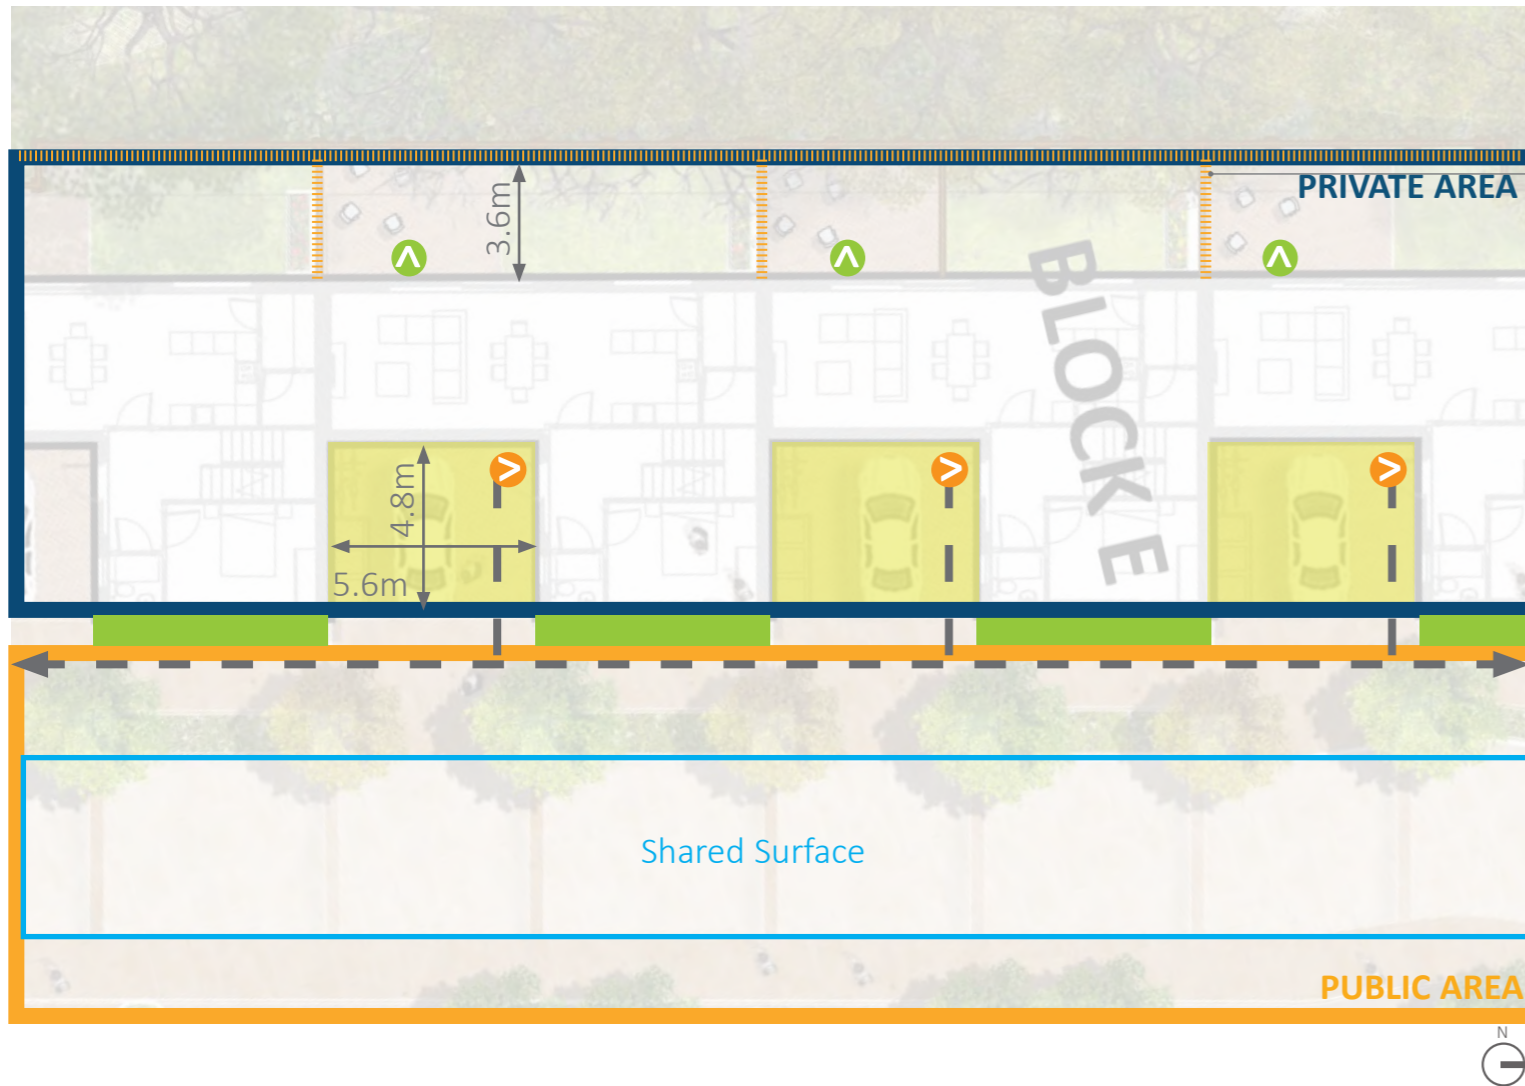 PRIVATE AREA
3.6m
BLOCK E
4.8m
5.6m
Shared Surface
PUBLIC AREA
N